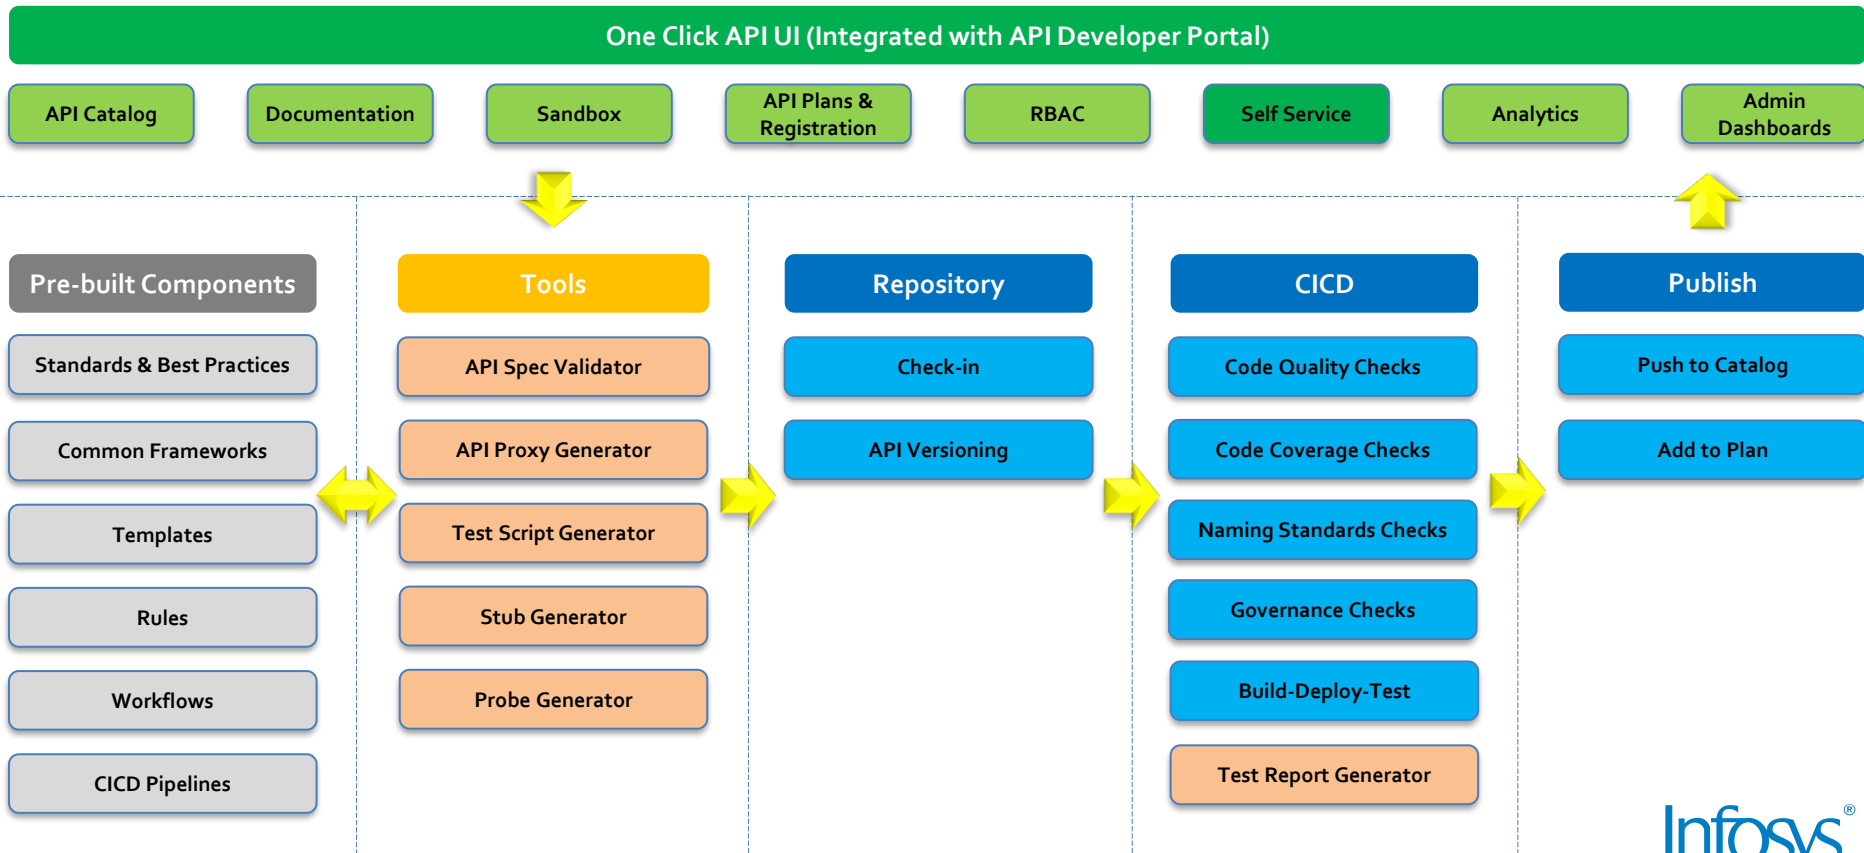 One Click API UI (Integrated with API Developer Portal)
API Catalog
Documentation
Sandbox
API Plans &
Registration
RBAC
Self Service
Analytics
Admin
Dashboards
Pre-built Components
Standards & Best Practices
Common Frameworks
Templates
Rules
Workflows
CICD Pipelines
Tools
API Spec Validator
API Proxy Generator
Test Script Generator
Stub Generator
Probe Generator
Repository
Check-in
API Versioning
CICD
Code Quality Checks
Code Coverage Checks
Naming Standards Checks
Governance Checks
Build-Deploy-Test
Test Report Generator
Publish
Push to Catalog
Add to Plan
Infosys®